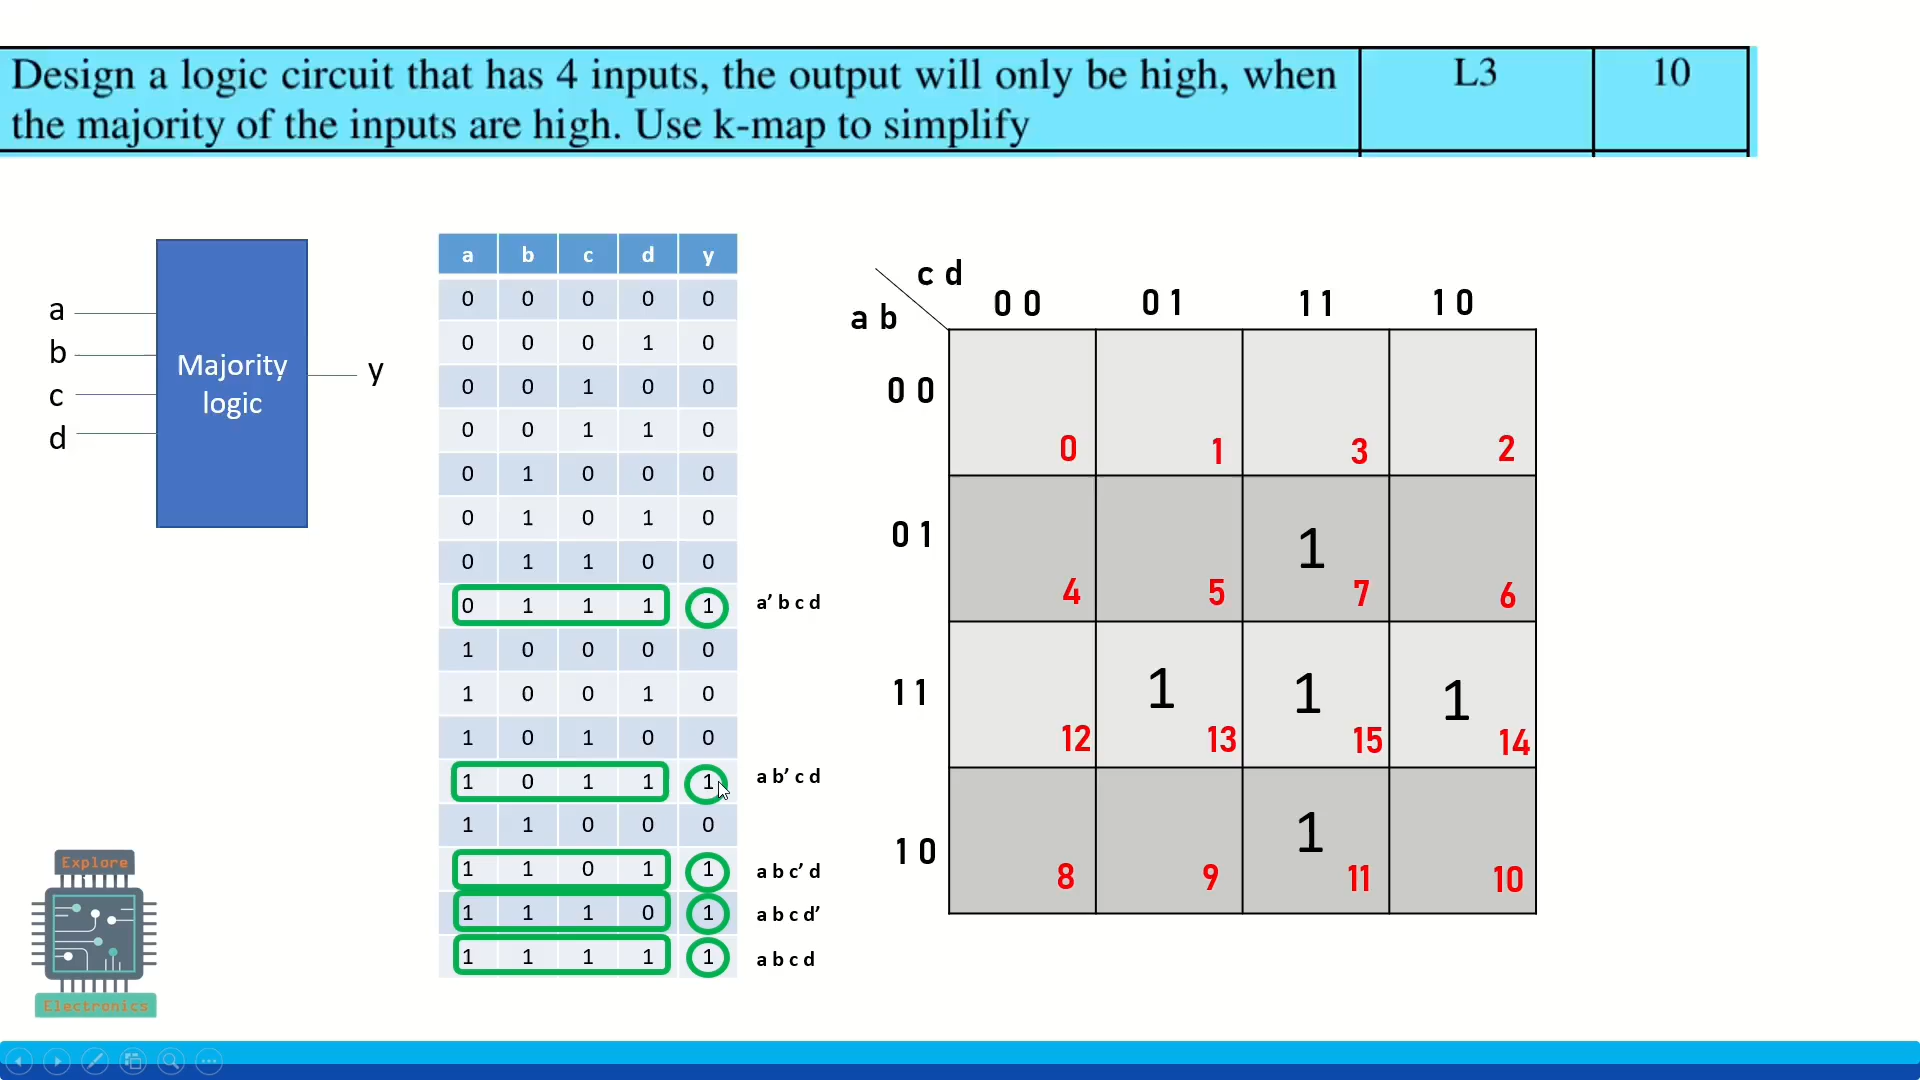 Design a logic circuit that has 4 inputs, the output will only be high, when
the majority of the inputs are high. Use k-map to simplify
L3
10
a
b
c
d
Majority
logic
y
a b c d y
0 0 0 0 0
0 0 0 1 0
0 0 1 0 0
0 0 1 1 0
0 1 0 0 0
0 1 0 1 0
0 1 1 0 0
0 1 1 1 1 a’ b c d
1 0 0 0 0
1 0 0 1 0
1 0 1 0 0
1 0 1 1 1 a b’ c d
1 1 0 0 0
1 1 0 1 1 a b c’ d
1 1 1 0 1 a b c d’
1 1 1 1 1 a b c d
c d
a b
0 0 0 1 1 1 1 0
0 0
0 1 3 2
0 1
1
4 5 7 6
1 1
1 1 1
12 13 15 14
1 0
1
8 9 11 10
Explore
Electronics